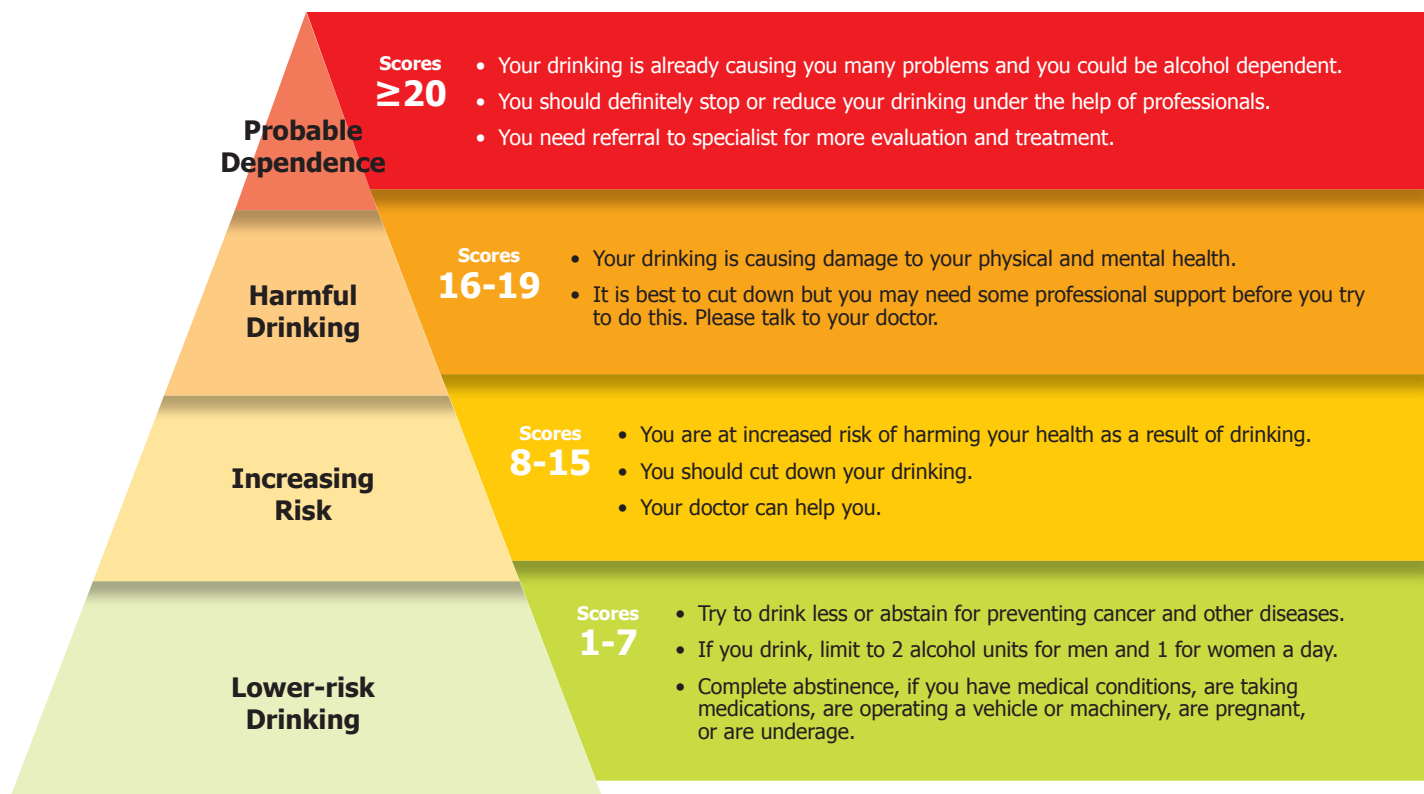 Probable
Dependence
Scores
≥20
• Your drinking is already causing you many problems and you could be alcohol dependent.
• You should definitely stop or reduce your drinking under the help of professionals.
• You need referral to specialist for more evaluation and treatment.
Harmful
Drinking
Scores
16-19
• Your drinking is causing damage to your physical and mental health.
• It is best to cut down but you may need some professional support before you try
to do this. Please talk to your doctor.
Increasing
Risk
Scores
8-15
• You are at increased risk of harming your health as a result of drinking.
• You should cut down your drinking.
• Your doctor can help you.
Lower-risk
Drinking
Scores
1-7
• Try to drink less or abstain for preventing cancer and other diseases.
• If you drink, limit to 2 alcohol units for men and 1 for women a day.
• Complete abstinence, if you have medical conditions, are taking
medications, are operating a vehicle or machinery, are pregnant,
or are underage.